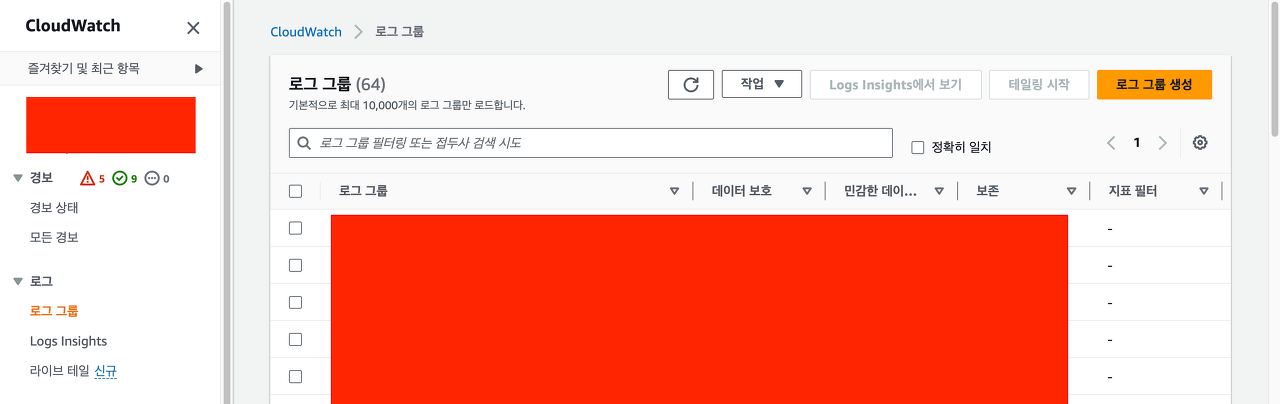 CloudWatch
즐겨찾기 및 최근 항목
경보 5 9 0
경보 상태
모든 경보
로그
로그 그룹
Logs Insights
라이브 테일 신규
CloudWatch 로그 그룹
로그 그룹 (64)
기본적으로 최대 10,000개의 로그 그룹만 로드합니다.
작업 Logs Insights에서 보기 테일링 시작 로그 그룹 생성
로그 그룹 필터링 또는 접두사 검색 시도 정확히 일치 1
로그 그룹 데이터 보호 민감한 데이... 보존 지표 필터
-
-
-
-
-